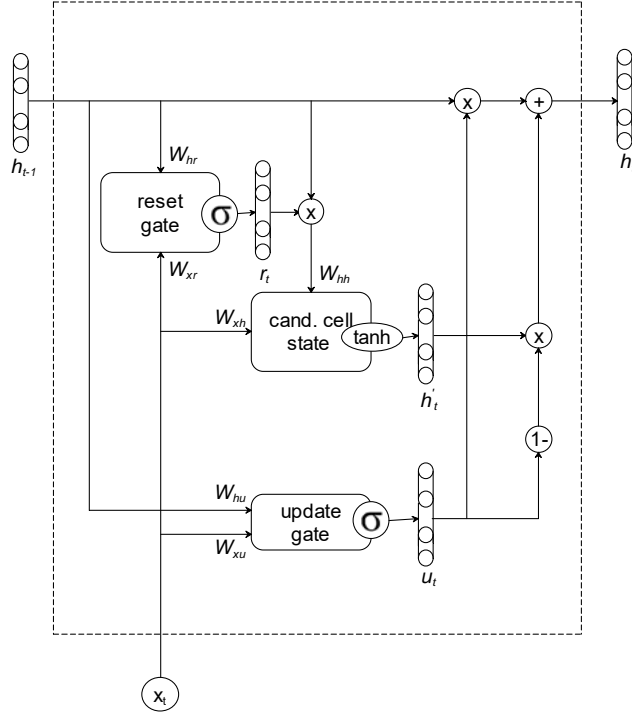 x
+
h_{t-1}
h
W_{hr}
reset
gate
σ
x
W_{xr}
r_t
W_{hh}
W_{xh}
cand. cell
state
tanh
x
h'_t
1-
W_{hu}
update
gate
σ
W_{xu}
u_t
x_t